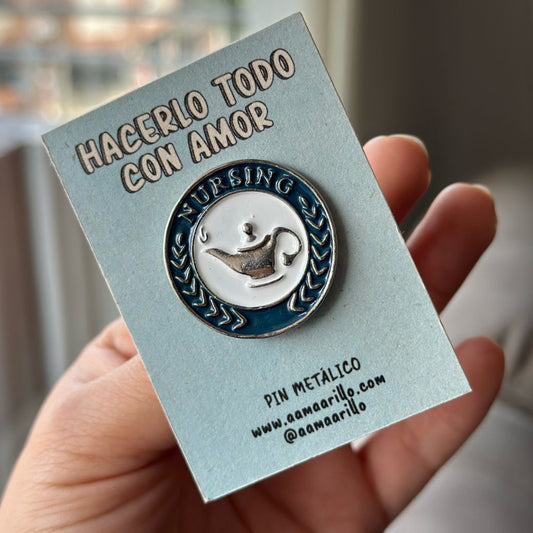 HACERLO TODO
CON AMOR
NURSING
PIN METÁLICO
www.aamaarillo.com
@aamaarillo